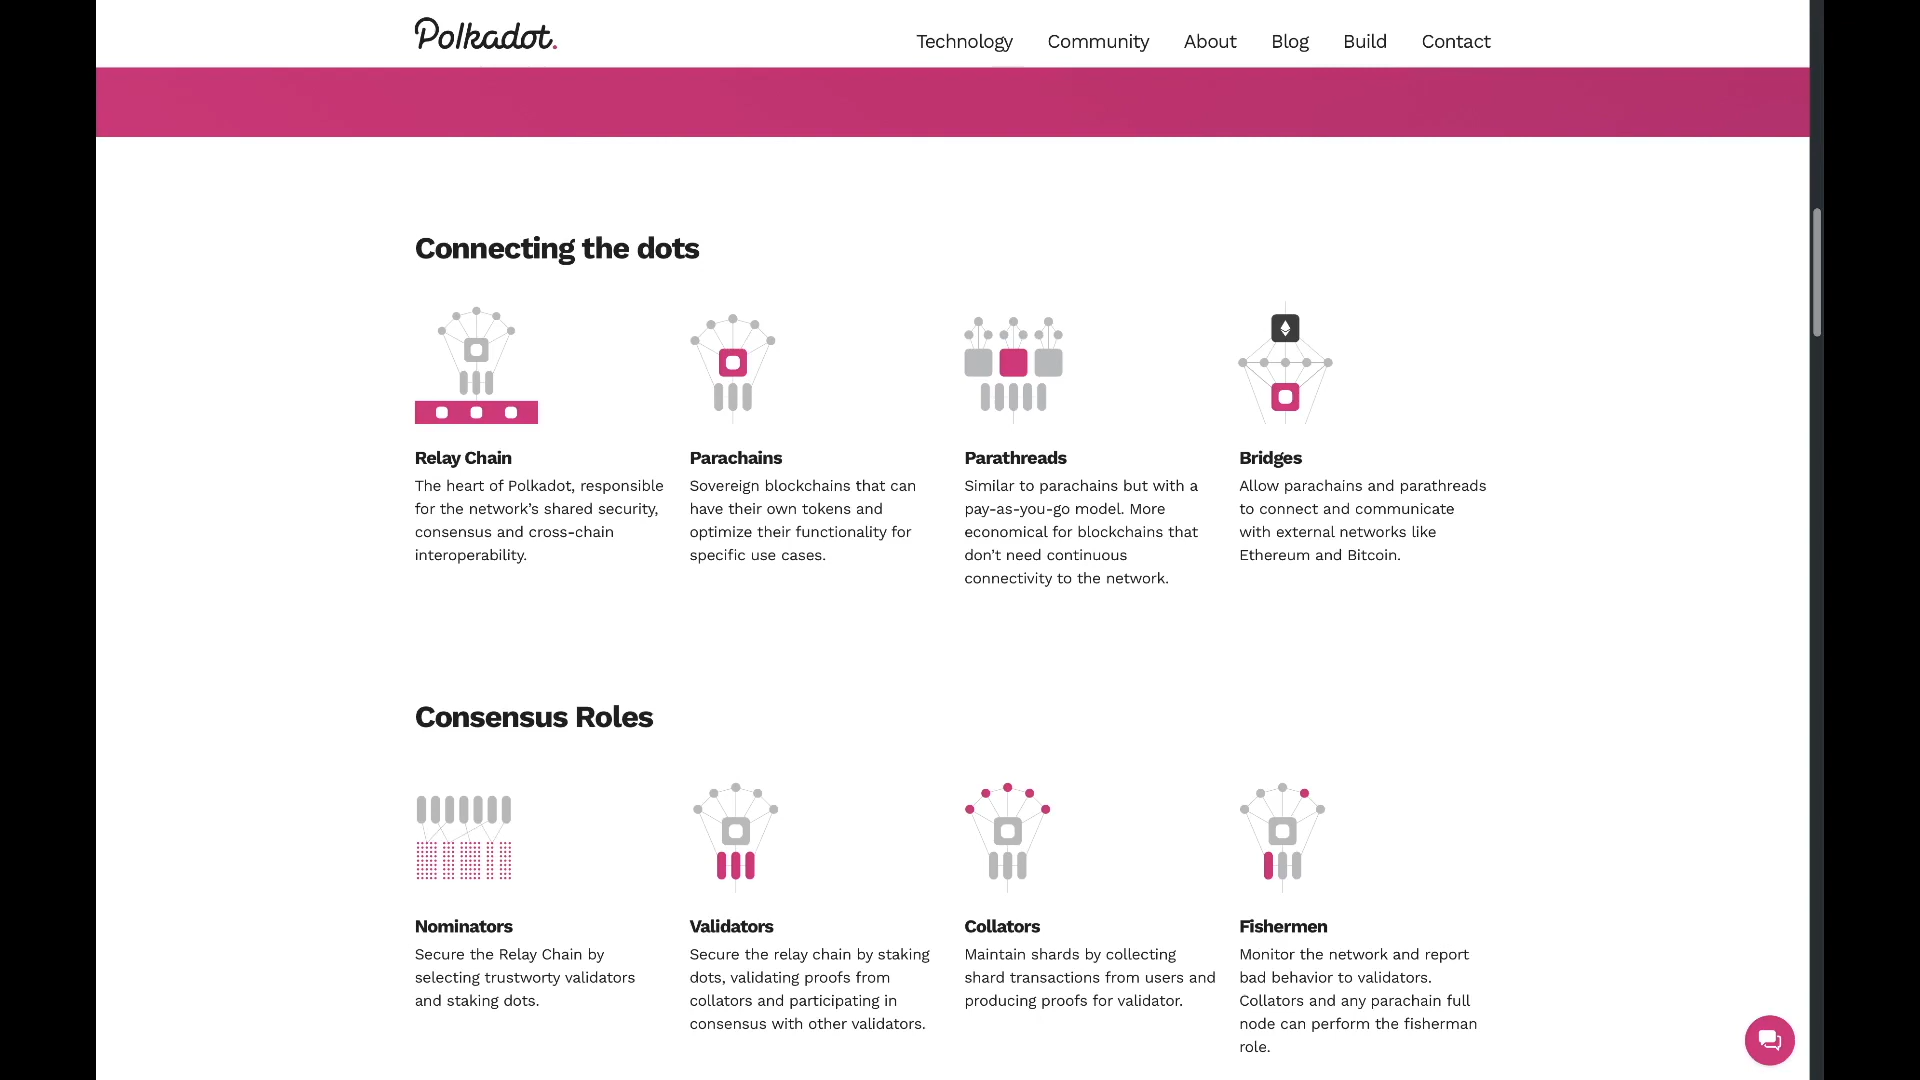 Polkadot.
Technology Community About Blog Build Contact
Connecting the dots
Relay Chain
The heart of Polkadot, responsible
for the network’s shared security,
consensus and cross-chain
interoperability.
Parachains
Sovereign blockchains that can
have their own tokens and
optimize their functionality for
specific use cases.
Parathreads
Similar to parachains but with a
pay-as-you-go model. More
economical for blockchains that
don’t need continuous
connectivity to the network.
Bridges
Allow parachains and parathreads
to connect and communicate
with external networks like
Ethereum and Bitcoin.
Consensus Roles
Nominators
Secure the Relay Chain by
selecting trustworty validators
and staking dots.
Validators
Secure the relay chain by staking
dots, validating proofs from
collators and participating in
consensus with other validators.
Collators
Maintain shards by collecting
shard transactions from users and
producing proofs for validator.
Fishermen
Monitor the network and report
bad behavior to validators.
Collators and any parachain full
node can perform the fisherman
role.